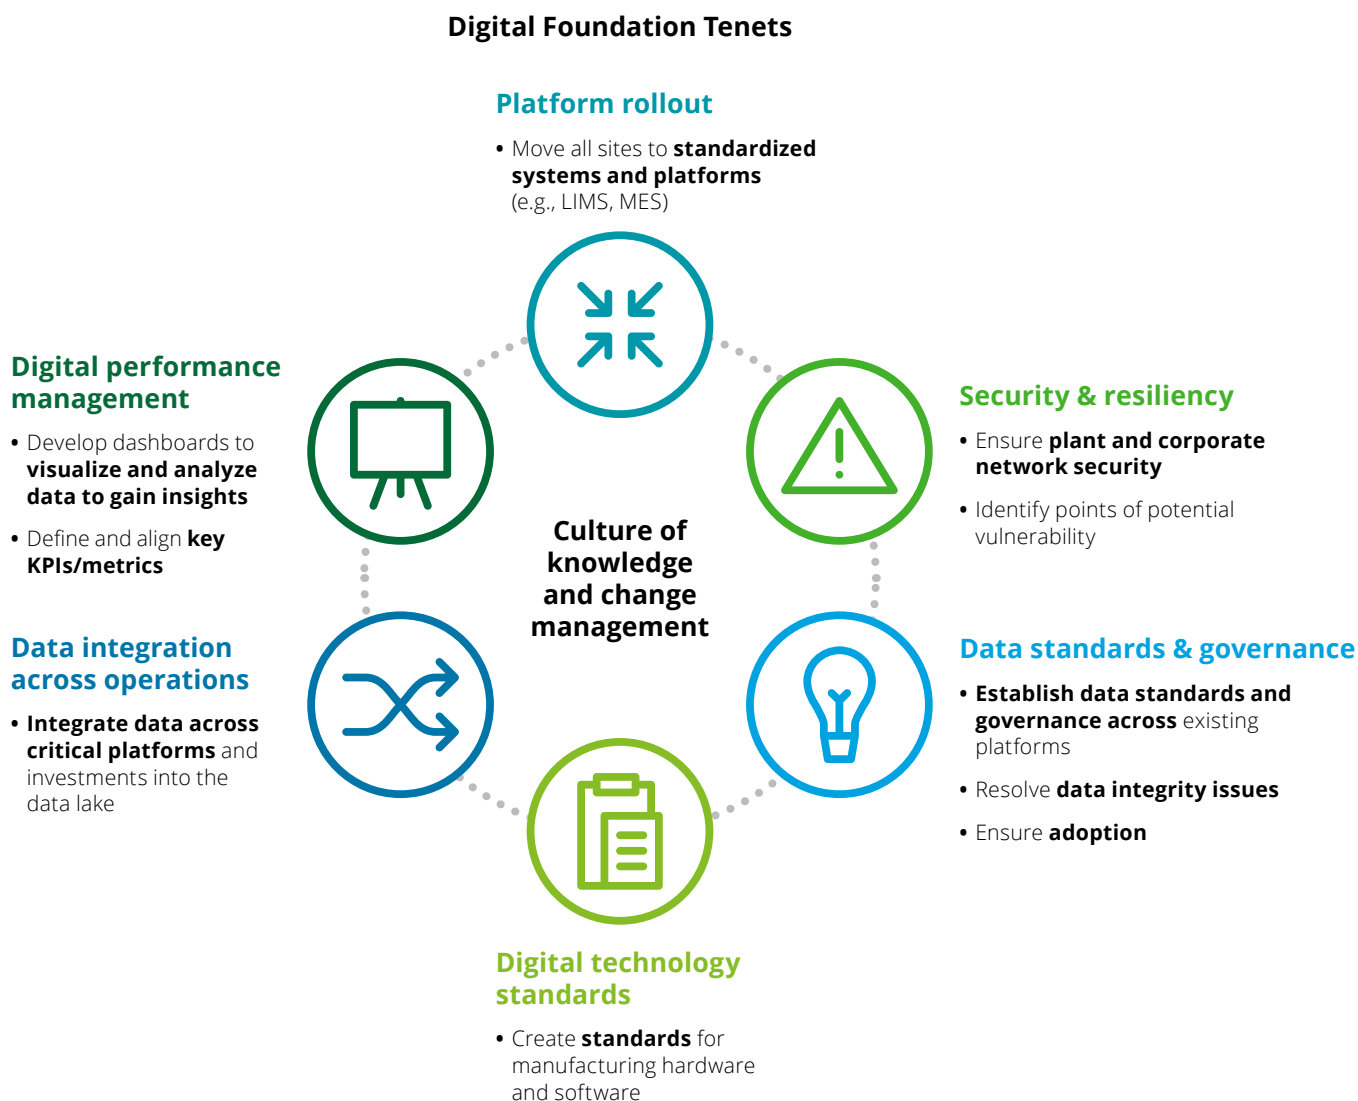 Digital Foundation Tenets
Platform rollout
• Move all sites to standardized
systems and platforms
(e.g., LIMS, MES)
Digital performance
management
• Develop dashboards to
visualize and analyze
data to gain insights
• Define and align key
KPIs/metrics
Security & resiliency
• Ensure plant and corporate
network security
• Identify points of potential
vulnerability
Culture of
knowledge
and change
management
Data integration
across operations
• Integrate data across
critical platforms and
investments into the
data lake
Data standards & governance
• Establish data standards and
governance across existing
platforms
• Resolve data integrity issues
• Ensure adoption
Digital technology
standards
• Create standards for
manufacturing hardware
and software